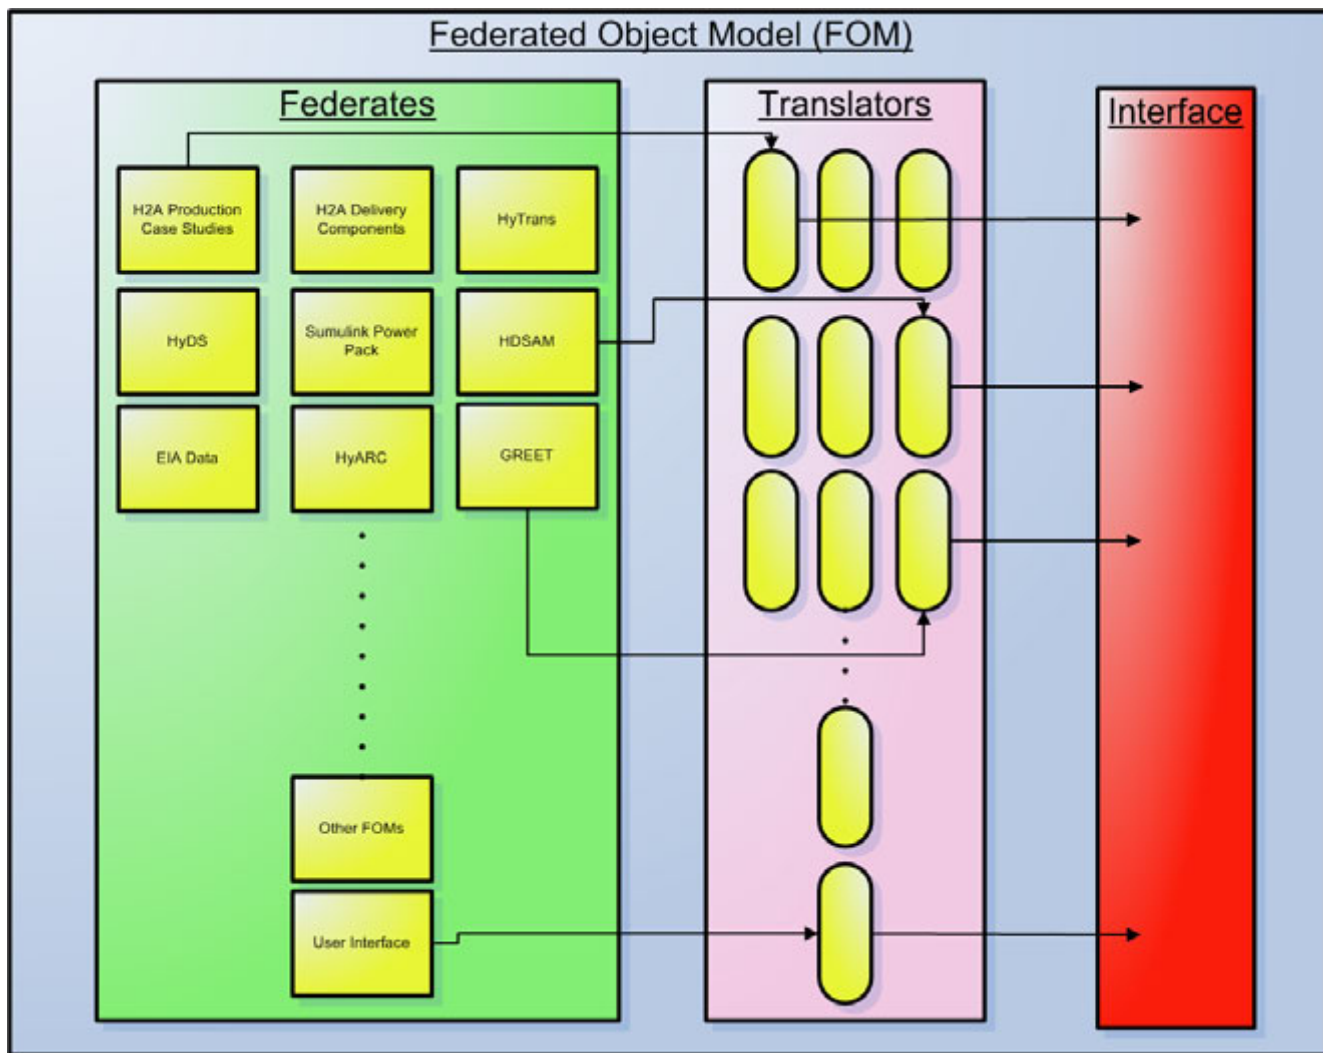 Federated Object Model (FOM)
Federates
Translators
Interface
H2A Production
Case Studies
H2A Delivery
Components
HyTrans
HyDS
Sumulink Power
Pack
HDSAM
EIA Data
HyARC
GREET
Other FOMs
User Interface